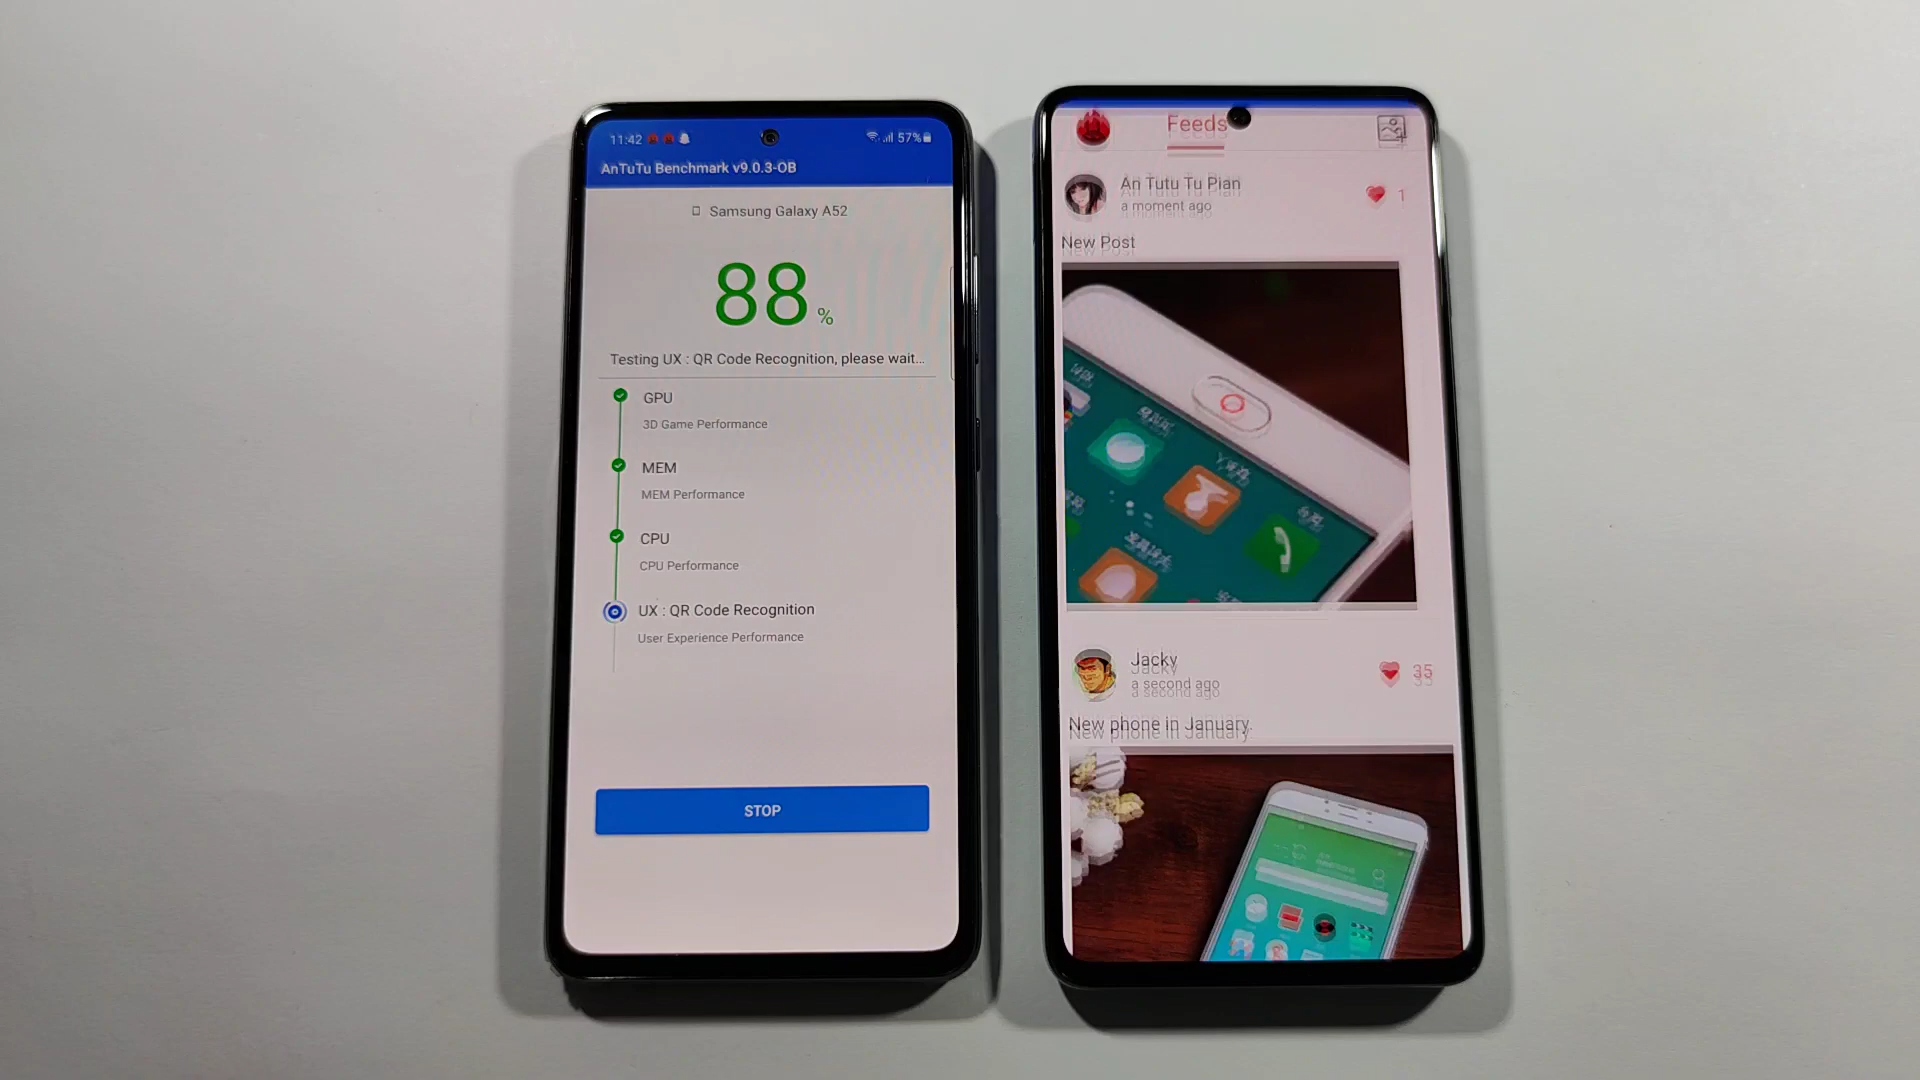 11:42
57%
AnTuTu Benchmark v9.0.3-OB
Samsung Galaxy A52
88 %
Testing UX : QR Code Recognition, please wait...
GPU
3D Game Performance
MEM
MEM Performance
CPU
CPU Performance
UX : QR Code Recognition
User Experience Performance
STOP
Feeds
An Tutu Tu Pian
1
a moment ago
New Post
Jacky
35
a second ago
New phone in January.